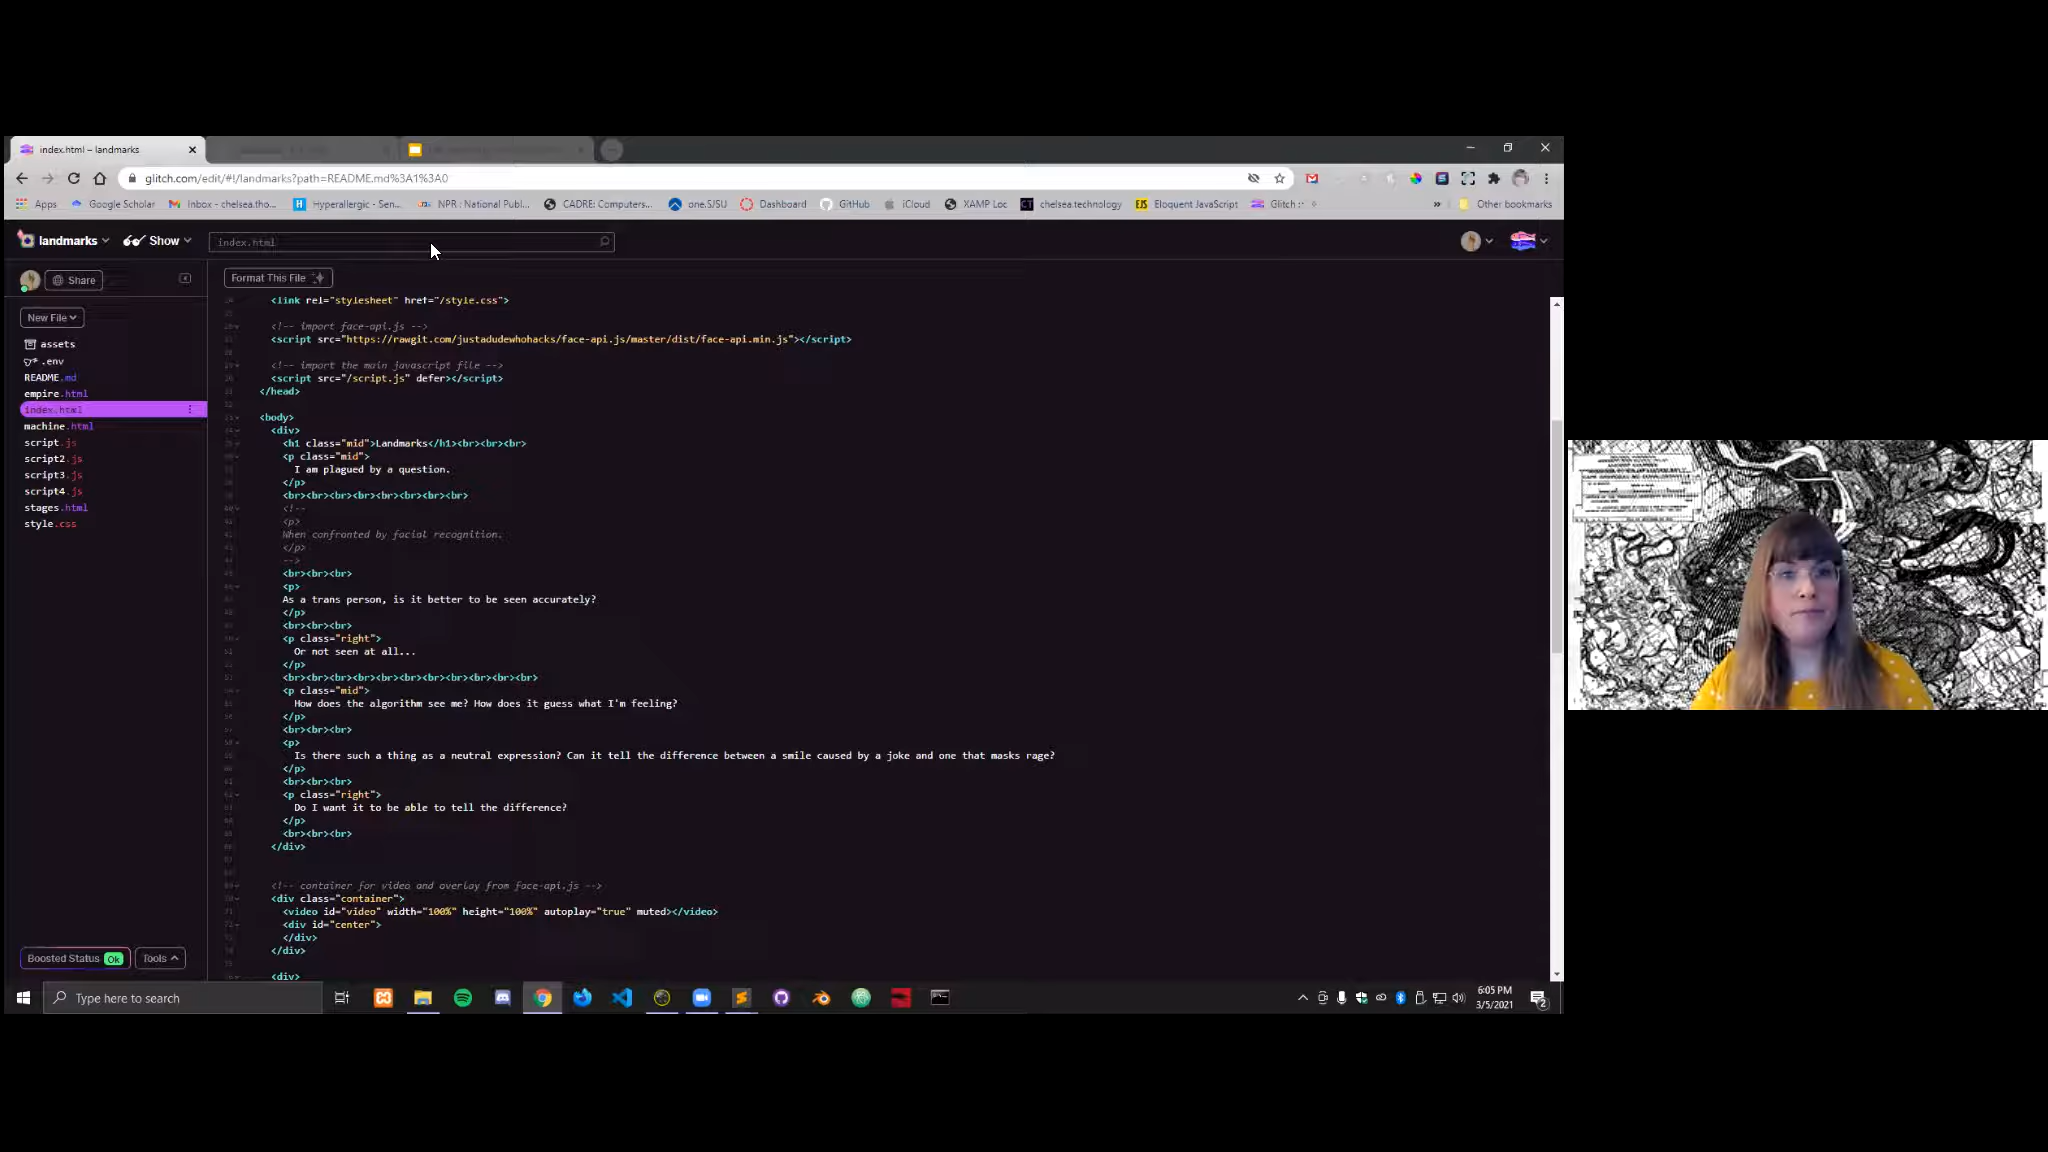 index.html – landmarks
glitch.com/edit/#!/landmarks?path=README.md%3A1%3A0
Apps
Google Scholar
Inbox - chelsea.tho...
Hyperallergic - Sen...
NPR : National Publ...
CADRE: Computers...
one.SJSU
Dashboard
GitHub
iCloud
XAMP Loc
chelsea.technology
Eloquent JavaScript
Glitch :·
Other bookmarks
landmarks
Show
index.html
Share
Format This File
New File
assets
.env
README.md
empire.html
index.html
machine.html
script.js
script2.js
script3.js
script4.js
stages.html
style.css
<link rel="stylesheet" href="/style.css">
<!-- import face-api.js -->
<script src="https://rawgit.com/justadudewhohacks/face-api.js/master/dist/face-api.min.js"></script>
<!-- import the main javascript file -->
<script src="/script.js" defer></script>
</head>
<body>
<div>
<h1 class="mid">Landmarks</h1><br><br><br>
<p class="mid">
I am plagued by a question.
</p>
<br><br><br><br><br><br><br><br>
<!--
<p>
When confronted by facial recognition.
</p>
-->
<br><br><br>
<p>
As a trans person, is it better to be seen accurately?
</p>
<br><br><br>
<p class="right">
Or not seen at all...
</p>
<br><br><br><br><br><br><br><br><br><br><br>
<p class="mid">
How does the algorithm see me? How does it guess what I'm feeling?
</p>
<br><br><br>
<p>
Is there such a thing as a neutral expression? Can it tell the difference between a smile caused by a joke and one that masks rage?
</p>
<br><br><br>
<p class="right">
Do I want it to be able to tell the difference?
</p>
<br><br><br>
</div>
<!-- container for video and overlay from face-api.js -->
<div class="container">
<video id="video" width="100%" height="100%" autoplay="true" muted></video>
<div id="center">
</div>
</div>
<div>
Boosted Status Ok
Tools
Type here to search
6:05 PM
3/5/2021